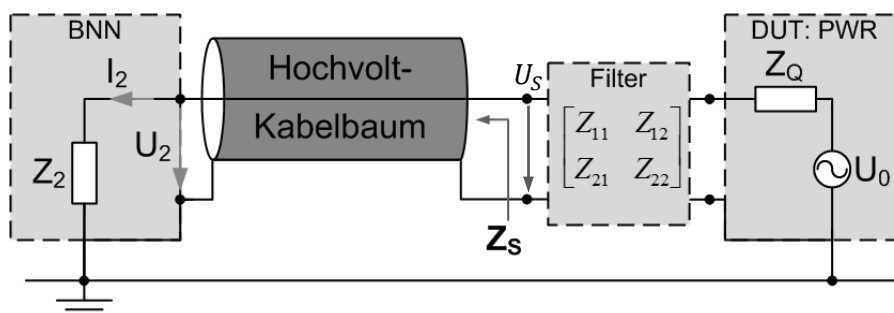 BNN
I2
U2
Z2
Hochvolt-
Kabelbaum
US
ZS
Filter
Z11 Z12
Z21 Z22
DUT: PWR
ZQ
U0